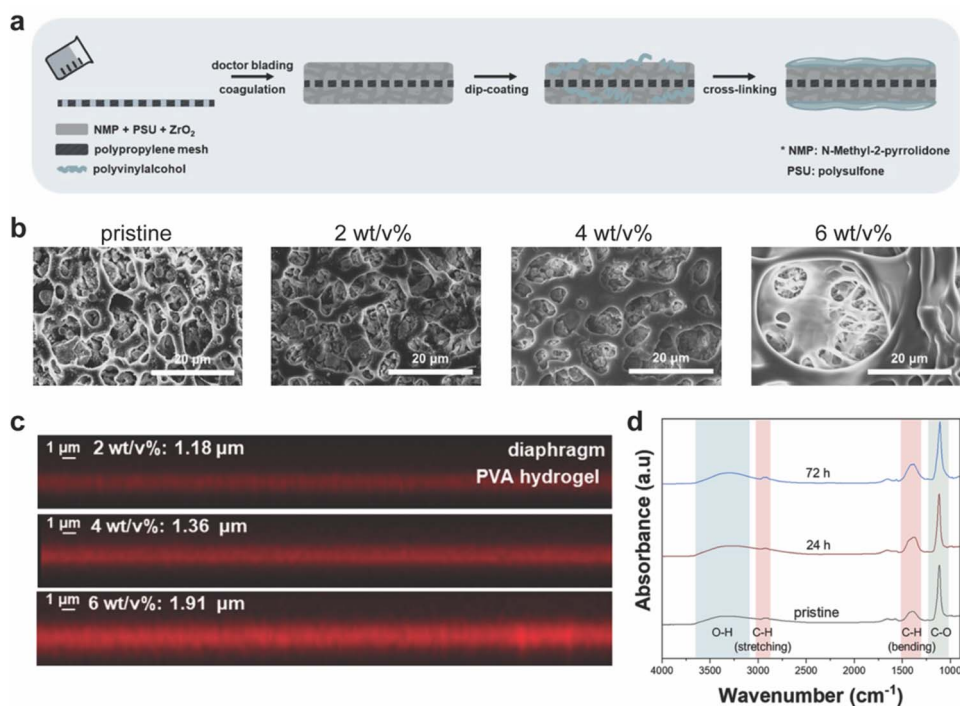 a
doctor blading
coagulation
dip-coating
cross-linking
NMP + PSU + ZrO₂
polypropylene mesh
polyvinylalcohol
* NMP: N-Methyl-2-pyrrolidone
PSU: polysulfone
b
pristine
2 wt/v%
4 wt/v%
6 wt/v%
20 µm
20 µm
20 µm
20 µm
c
1 µm 2 wt/v%: 1.18 µm
diaphragm
PVA hydrogel
1 µm 4 wt/v%: 1.36 µm
1 µm 6 wt/v%: 1.91 µm
d
Absorbance (a.u)
72 h
24 h
pristine
O-H
C-H
(stretching)
C-H
(bending)
C-O
4000 3500 3000 2500 2000 1500 1000
Wavenumber (cm⁻¹)